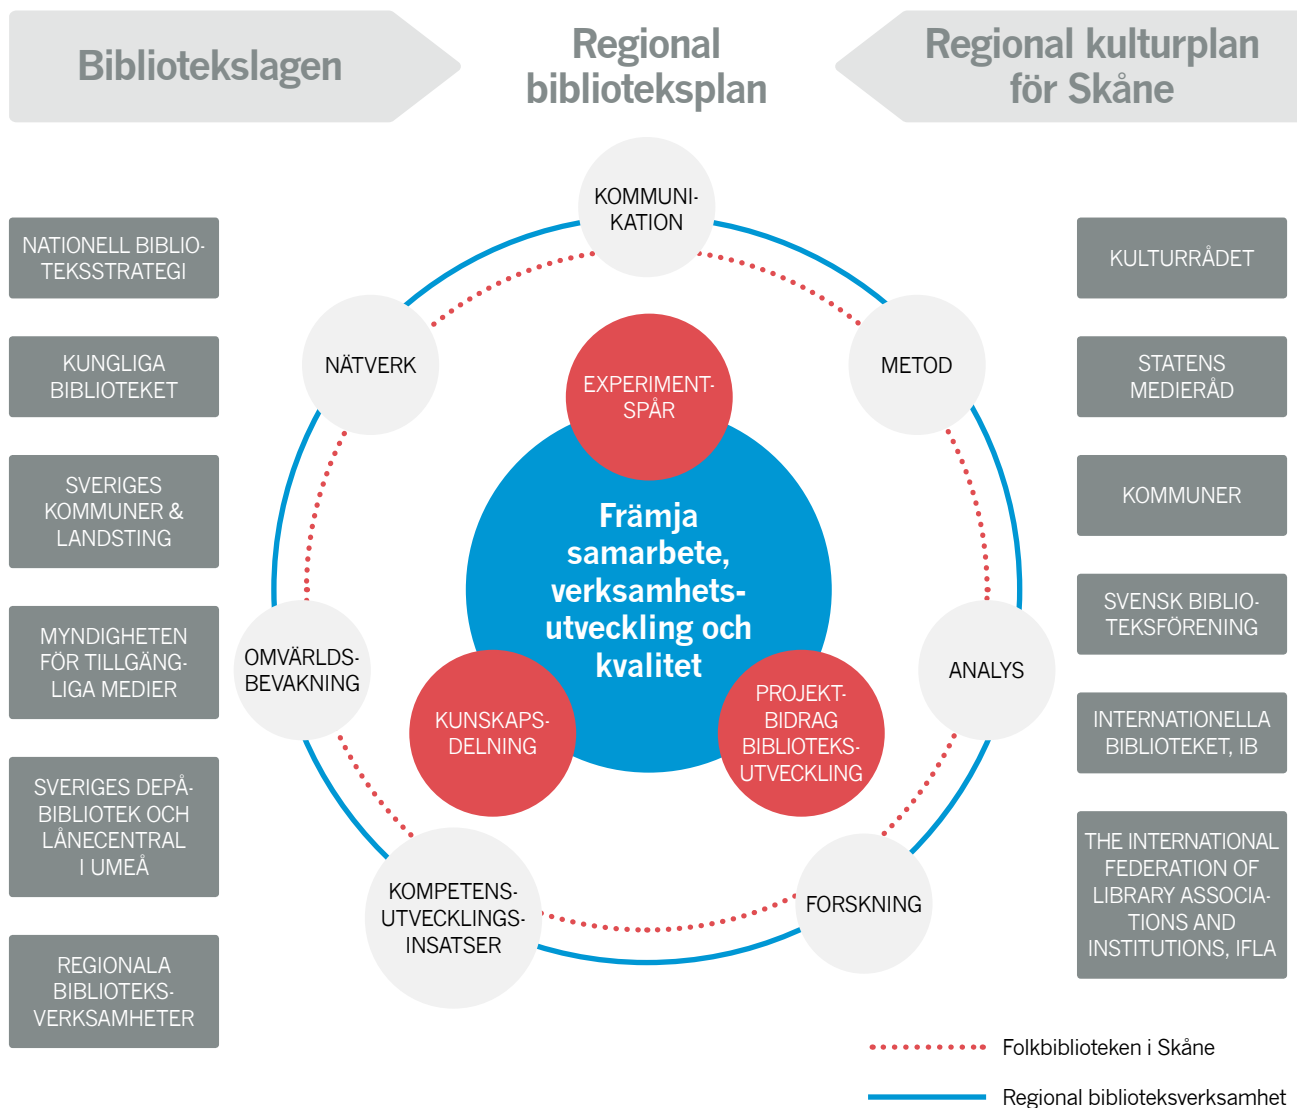 Bibliotekslagen
Regional
biblioteksplan
Regional kulturplan
för Skåne
NATIONELL BIBLIO-
TEKSSTRATEGI
KUNGLIGA
BIBLIOTEKET
SVERIGES
KOMMUNER &
LANDSTING
MYNDIGHETEN
FÖR TILLGÄNG-
LIGA MEDIER
SVERIGES DEPÅ-
BIBLIOTEK OCH
LÅNECENTRAL
I UMEÅ
REGIONALA
BIBLIOTEKS-
VERKSAMHETER
KOMMUNI-
KATION
NÄTVERK
METOD
EXPERIMENT-
SPÅR
Främja
samarbete,
verksamhets-
utveckling och
kvalitet
OMVÄRLDS-
BEVAKNING
ANALYS
KUNSKAPS-
DELNING
PROJEKT-
BIDRAG
BIBLIOTEKS-
UTVECKLING
KOMPETENS-
UTVECKLINGS-
INSATSER
FORSKNING
KULTURRÅDET
STATENS
MEDIERÅD
KOMMUNER
SVENSK BIBLIO-
TEKSFÖRENING
INTERNATIONELLA
BIBLIOTEKET, IB
THE INTERNATIONAL
FEDERATION OF
LIBRARY ASSOCIA-
TIONS AND
INSTITUTIONS, IFLA
Folkbiblioteken i Skåne
Regional biblioteksverksamhet